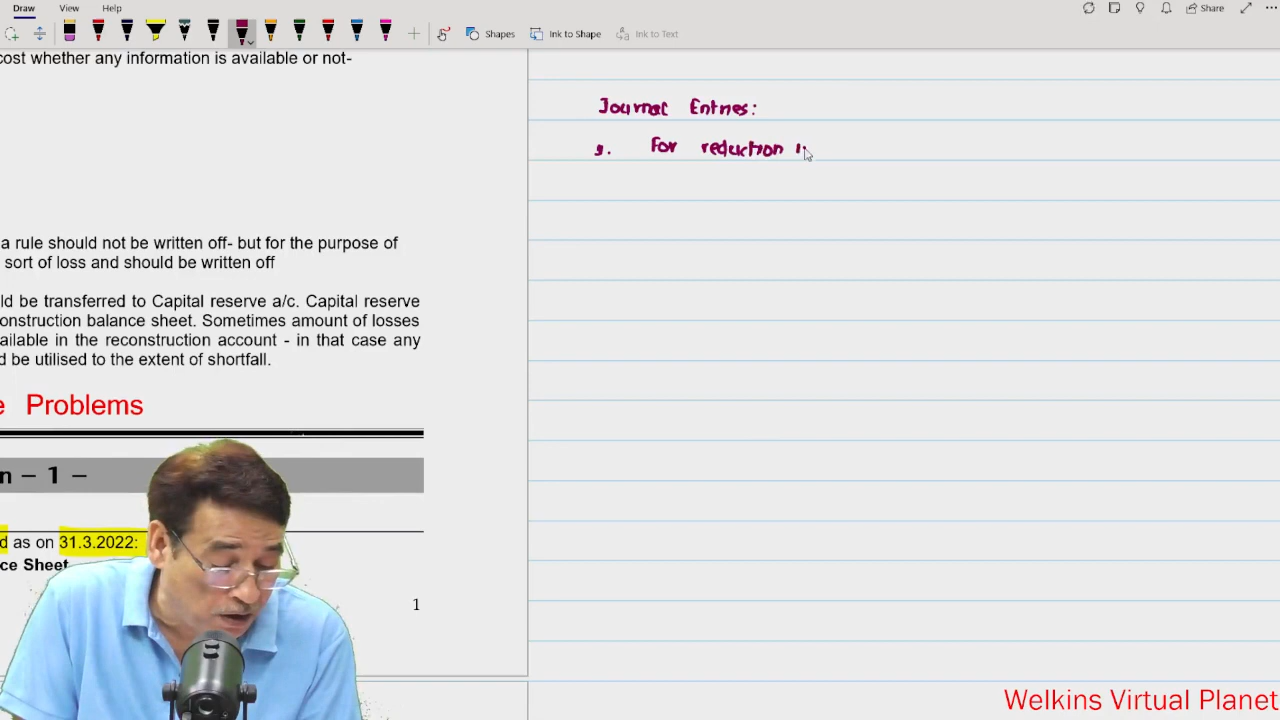 Draw View Help
Share
Shapes Ink to Shape Ink to Text
cost whether any information is available or not-
Journal Entries:
1. For reduction i
a rule should not be written off- but for the purpose of
sort of loss and should be written off
ld be transferred to Capital reserve a/c. Capital reserve
onstruction balance sheet. Sometimes amount of losses
ailable in the reconstruction account - in that case any
d be utilised to the extent of shortfall.
e Problems
n – 1 –
d as on 31.3.2022:
ce Sheet
1
Welkins Virtual Planet